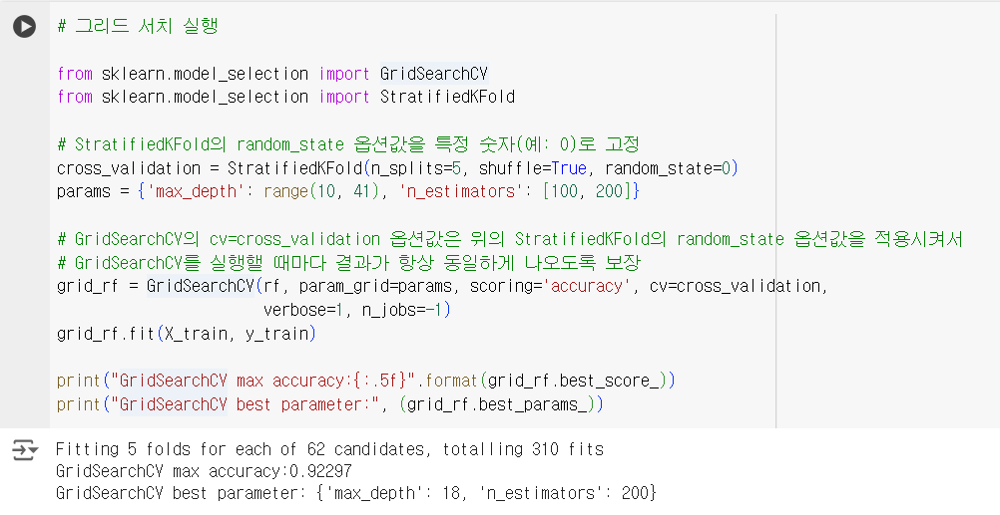 # 그리드 서치 실행
from sklearn.model_selection import GridSearchCV
from sklearn.model_selection import StratifiedKFold
# StratifiedKFold의 random_state 옵션값을 특정 숫자(예: 0)로 고정
cross_validation = StratifiedKFold(n_splits=5, shuffle=True, random_state=0)
params = {'max_depth': range(10, 41), 'n_estimators': [100, 200]}
# GridSearchCV의 cv=cross_validation 옵션값은 위의 StratifiedKFold의 random_state 옵션값을 적용시켜서
# GridSearchCV를 실행핼 때마다 결과가 항상 동일하게 나오도록 보장
grid_rf = GridSearchCV(rf, param_grid=params, scoring='accuracy', cv=cross_validation,
verbose=1, n_jobs=-1)
grid_rf.fit(X_train, y_train)
print("GridSearchCV max accuracy:{:.5f}".format(grid_rf.best_score_))
print("GridSearchCV best parameter:", (grid_rf.best_params_))
Fitting 5 folds for each of 62 candidates, totalling 310 fits
GridSearchCV max accuracy:0.92297
GridSearchCV best parameter: {'max_depth': 18, 'n_estimators': 200}